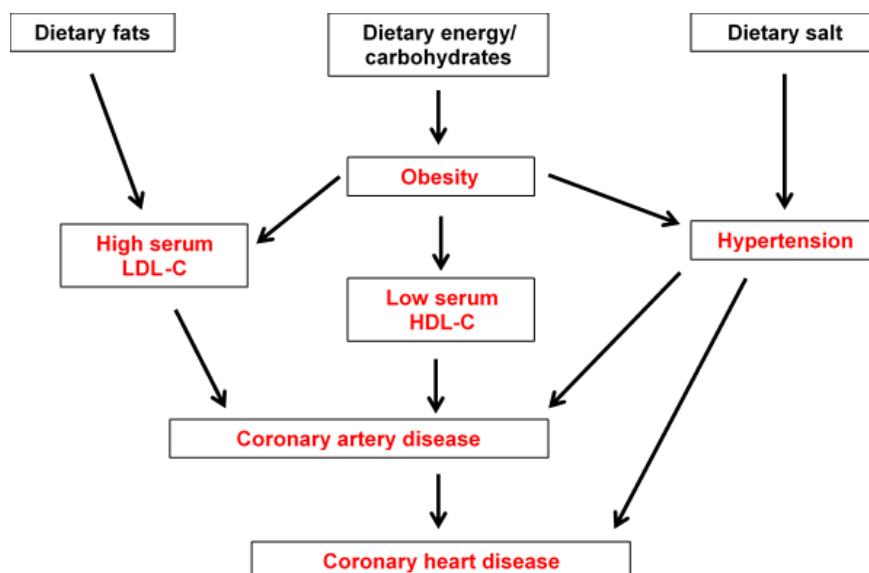 Dietary fats
Dietary energy/
carbohydrates
Dietary salt
Obesity
High serum
LDL-C
Hypertension
Low serum
HDL-C
Coronary artery disease
Coronary heart disease